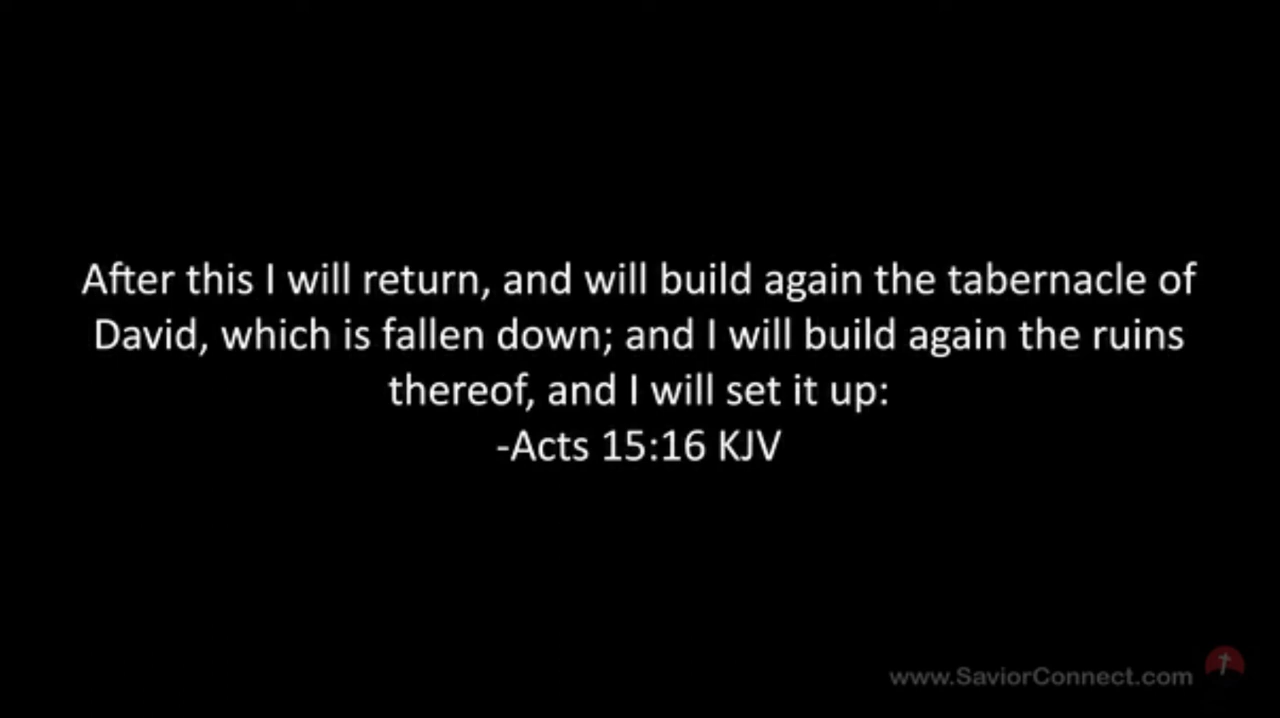 After this I will return, and will build again the tabernacle of
David, which is fallen down; and I will build again the ruins
thereof, and I will set it up:
-Acts 15:16 KJV
www.SaviorConnect.com